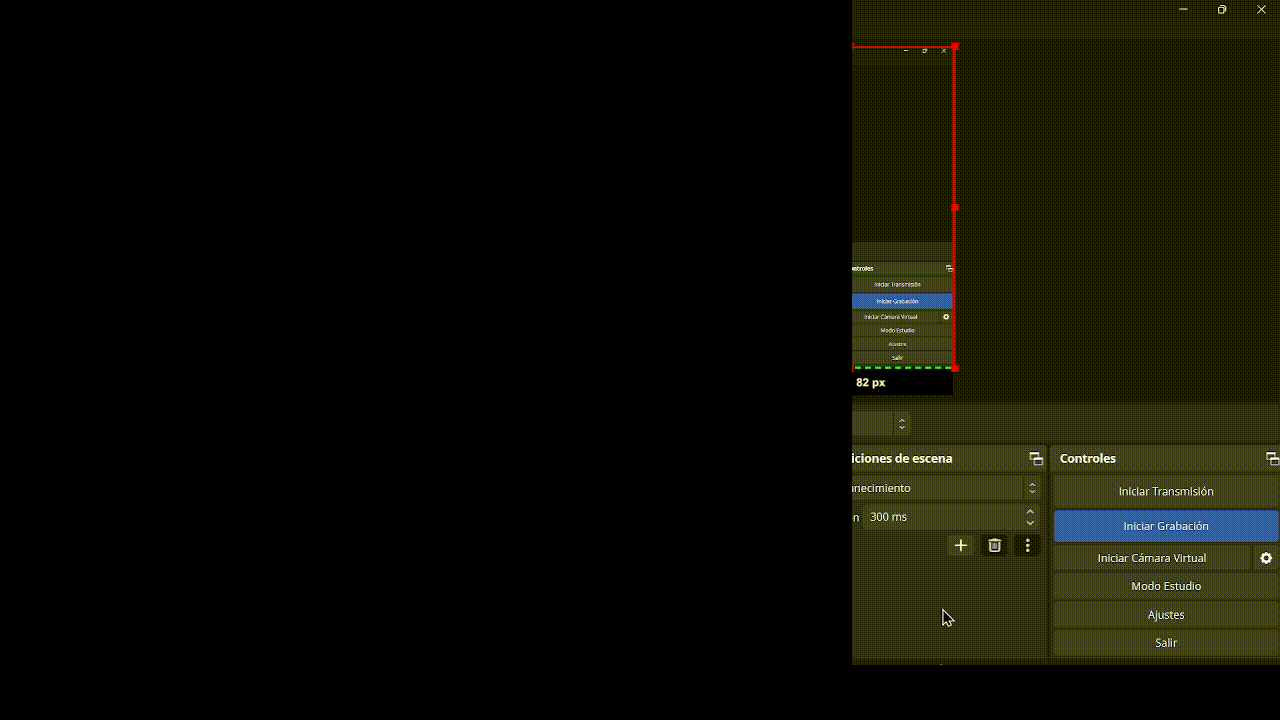 ontroles
Iniciar Transmisión
Iniciar Grabación
Iniciar Cámara Virtual
Modo Estudio
Ajustes
Salir
82 px
iciones de escena
Controles
necimiento
Iniciar Transmisión
n 300 ms
Iniciar Grabación
Iniciar Cámara Virtual
Modo Estudio
Ajustes
Salir